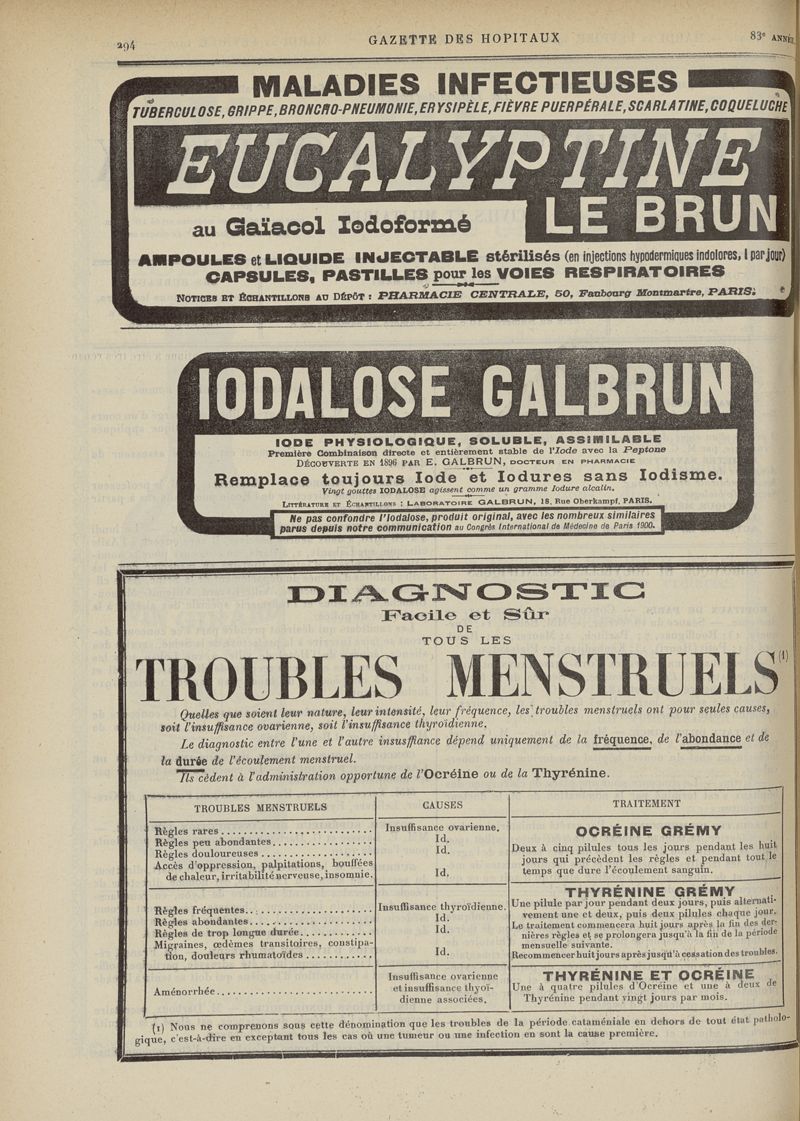 294
GAZETTE DES HOPITAUX
83e ANNÉE
MALADIES INFECTIEUSES
TUBERCULOSE, GRIPPE, BRONCHO-PNEUMONIE, ERYSIPÈLE, FIÈVRE PUERPÉRALE, SCARLATINE, COQUELUCHE
EUCALYPTINE
au Gaïacol Iodoformé
LE BRUN
AMPOULES et LIQUIDE INJECTABLE stérilisés (en injections hypodermiques indolores, 1 par jour)
CAPSULES, PASTILLES pour les VOIES RESPIRATOIRES
NOTICES ET ÉCHANTILLONS AU DÉPÔT : PHARMACIE CENTRALE, 50, Faubourg Montmartre, PARIS.
IODALOSE GALBRUN
IODE PHYSIOLOGIQUE, SOLUBLE, ASSIMILABLE
Première Combinaison directe et entièrement stable de l'Iode avec la Peptone
DÉCOUVERTE EN 1896 PAR E. GALBRUN, DOCTEUR EN PHARMACIE
Remplace toujours Iode et Iodures sans Iodisme.
Vingt gouttes IODALOSE agissent comme un gramme Iodure alcalin.
LITTÉRATURE ET ÉCHANTILLONS : LABORATOIRE GALBRUN, 18, Rue Oberkampf, PARIS.
Ne pas confondre l'Iodalose, produit original, avec les nombreux similaires
parus depuis notre communication au Congrès International de Médecine de Paris 1900.
DIAGNOSTIC
Facile et Sûr
DE
TOUS LES
TROUBLES MENSTRUELS (1)
Quelles que soient leur nature, leur intensité, leur fréquence, les troubles menstruels ont pour seules causes,
soit l'insuffisance ovarienne, soit l'insuffisance thyroïdienne.
Le diagnostic entre l'une et l'autre insusffiance dépend uniquement de la fréquence, de l'abondance et de
la durée de l'écoulement menstruel.
Ils cèdent à l'administration opportune de l'Ocréine ou de la Thyrénine.
TROUBLES MENSTRUELS
CAUSES
TRAITEMENT
Règles rares
Règles peu abondantes
Règles douloureuses
Accès d'oppression, palpitations, bouffées
de chaleur, irritabilité nerveuse, insomnie.
Insuffisance ovarienne.
Id.
Id.
Id.
OCRÉINE GRÉMY
Deux à cinq pilules tous les jours pendant les huit
jours qui précèdent les règles et pendant tout le
temps que dure l'écoulement sanguin.
Règles fréquentes
Règles abondantes
Règles de trop longue durée
Migraines, œdèmes transitoires, constipa-
tion, douleurs rhumatoïdes
Insuffisance thyroïdienne.
Id.
Id.
Id.
THYRÉNINE GRÉMY
Une pilule par jour pendant deux jours, puis alternati-
vement une et deux, puis deux pilules chaque jour.
Le traitement commencera huit jours après la fin des der-
nières règles et se prolongera jusqu'à la fin de la période
mensuelle suivante.
Recommencer huit jours après jusqu'à cessation des troubles.
Aménorrhée
Insuffisance ovarienne
et insuffisance thyoï-
dienne associées.
THYRÉNINE ET OCRÉINE
Une à quatre pilules d'Ocréine et une à deux de
Thyrénine pendant vingt jours par mois.
(1) Nous ne comprenons sous cette dénomination que les troubles de la période cataméniale en dehors de tout état patholo-
gique, c'est-à-dire en exceptant tous les cas où une tumeur ou une infection en sont la cause première.